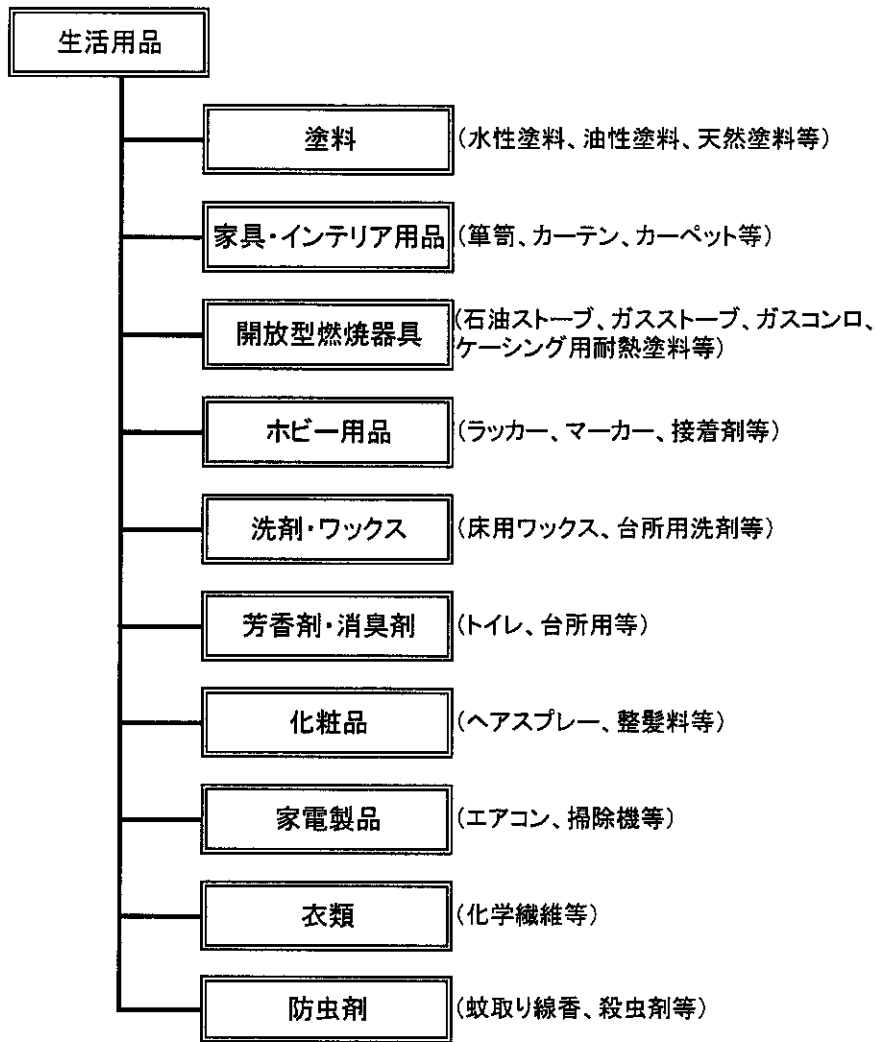 生活用品
塗料
(水性塗料、油性塗料、天然塗料等)
家具・インテリア用品
(箪笥、カーテン、カーペット等)
開放型燃焼器具
(石油ストーブ、ガスストーブ、ガスコンロ、
ケーシング用耐熱塗料等)
ホビー用品
(ラッカー、マーカー、接着剤等)
洗剤・ワックス
(床用ワックス、台所用洗剤等)
芳香剤・消臭剤
(トイレ、台所用等)
化粧品
(ヘアスプレー、整髪料等)
家電製品
(エアコン、掃除機等)
衣類
(化学繊維等)
防虫剤
(蚊取り線香、殺虫剤等)